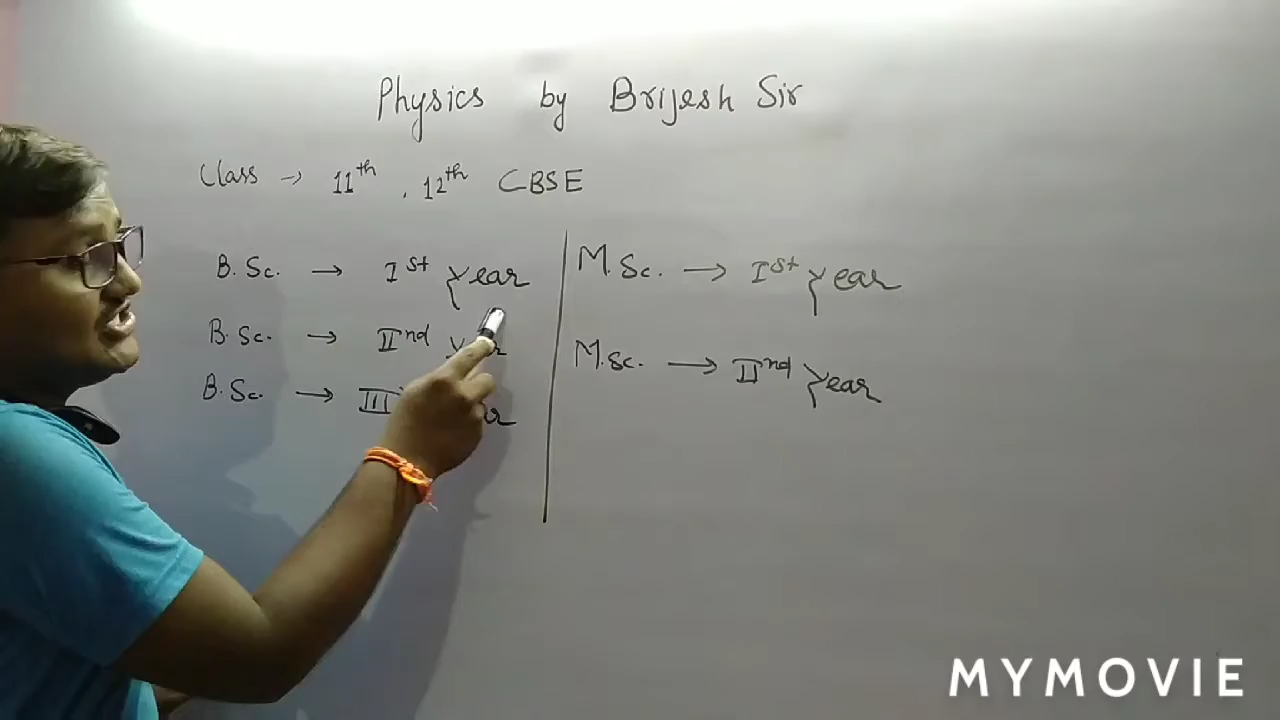 Physics by Brijesh Sir
Class → 11th, 12th CBSE
B.Sc. → Ist Year
B.Sc. → IInd
B.Sc. → III
M.Sc. → Ist Year
M.Sc. → IInd Year
MYMOVIE